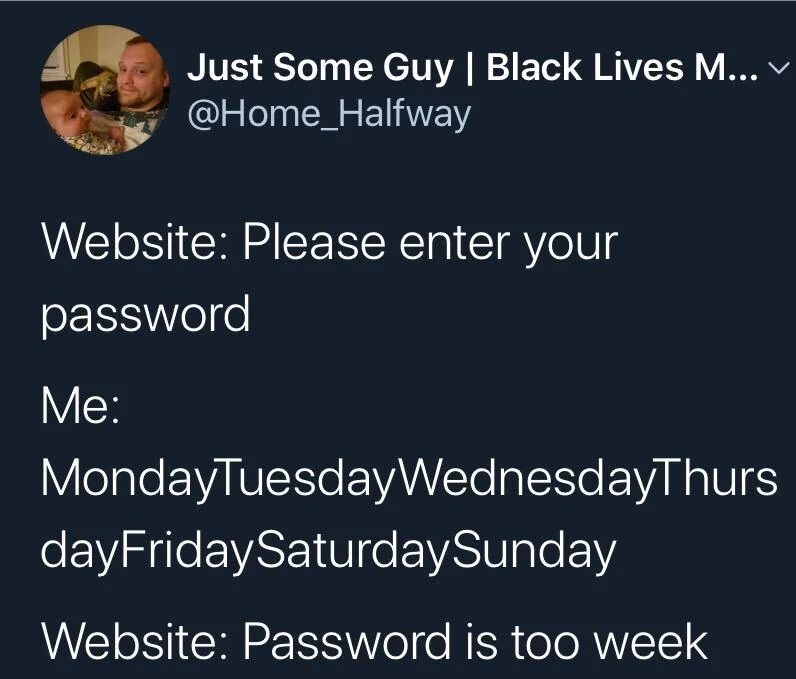 Just Some Guy | Black Lives M...
@Home_Halfway
Website: Please enter your
password
Me:
MondayTuesdayWednesdayThurs
dayFridaySaturdaySunday
Website: Password is too week